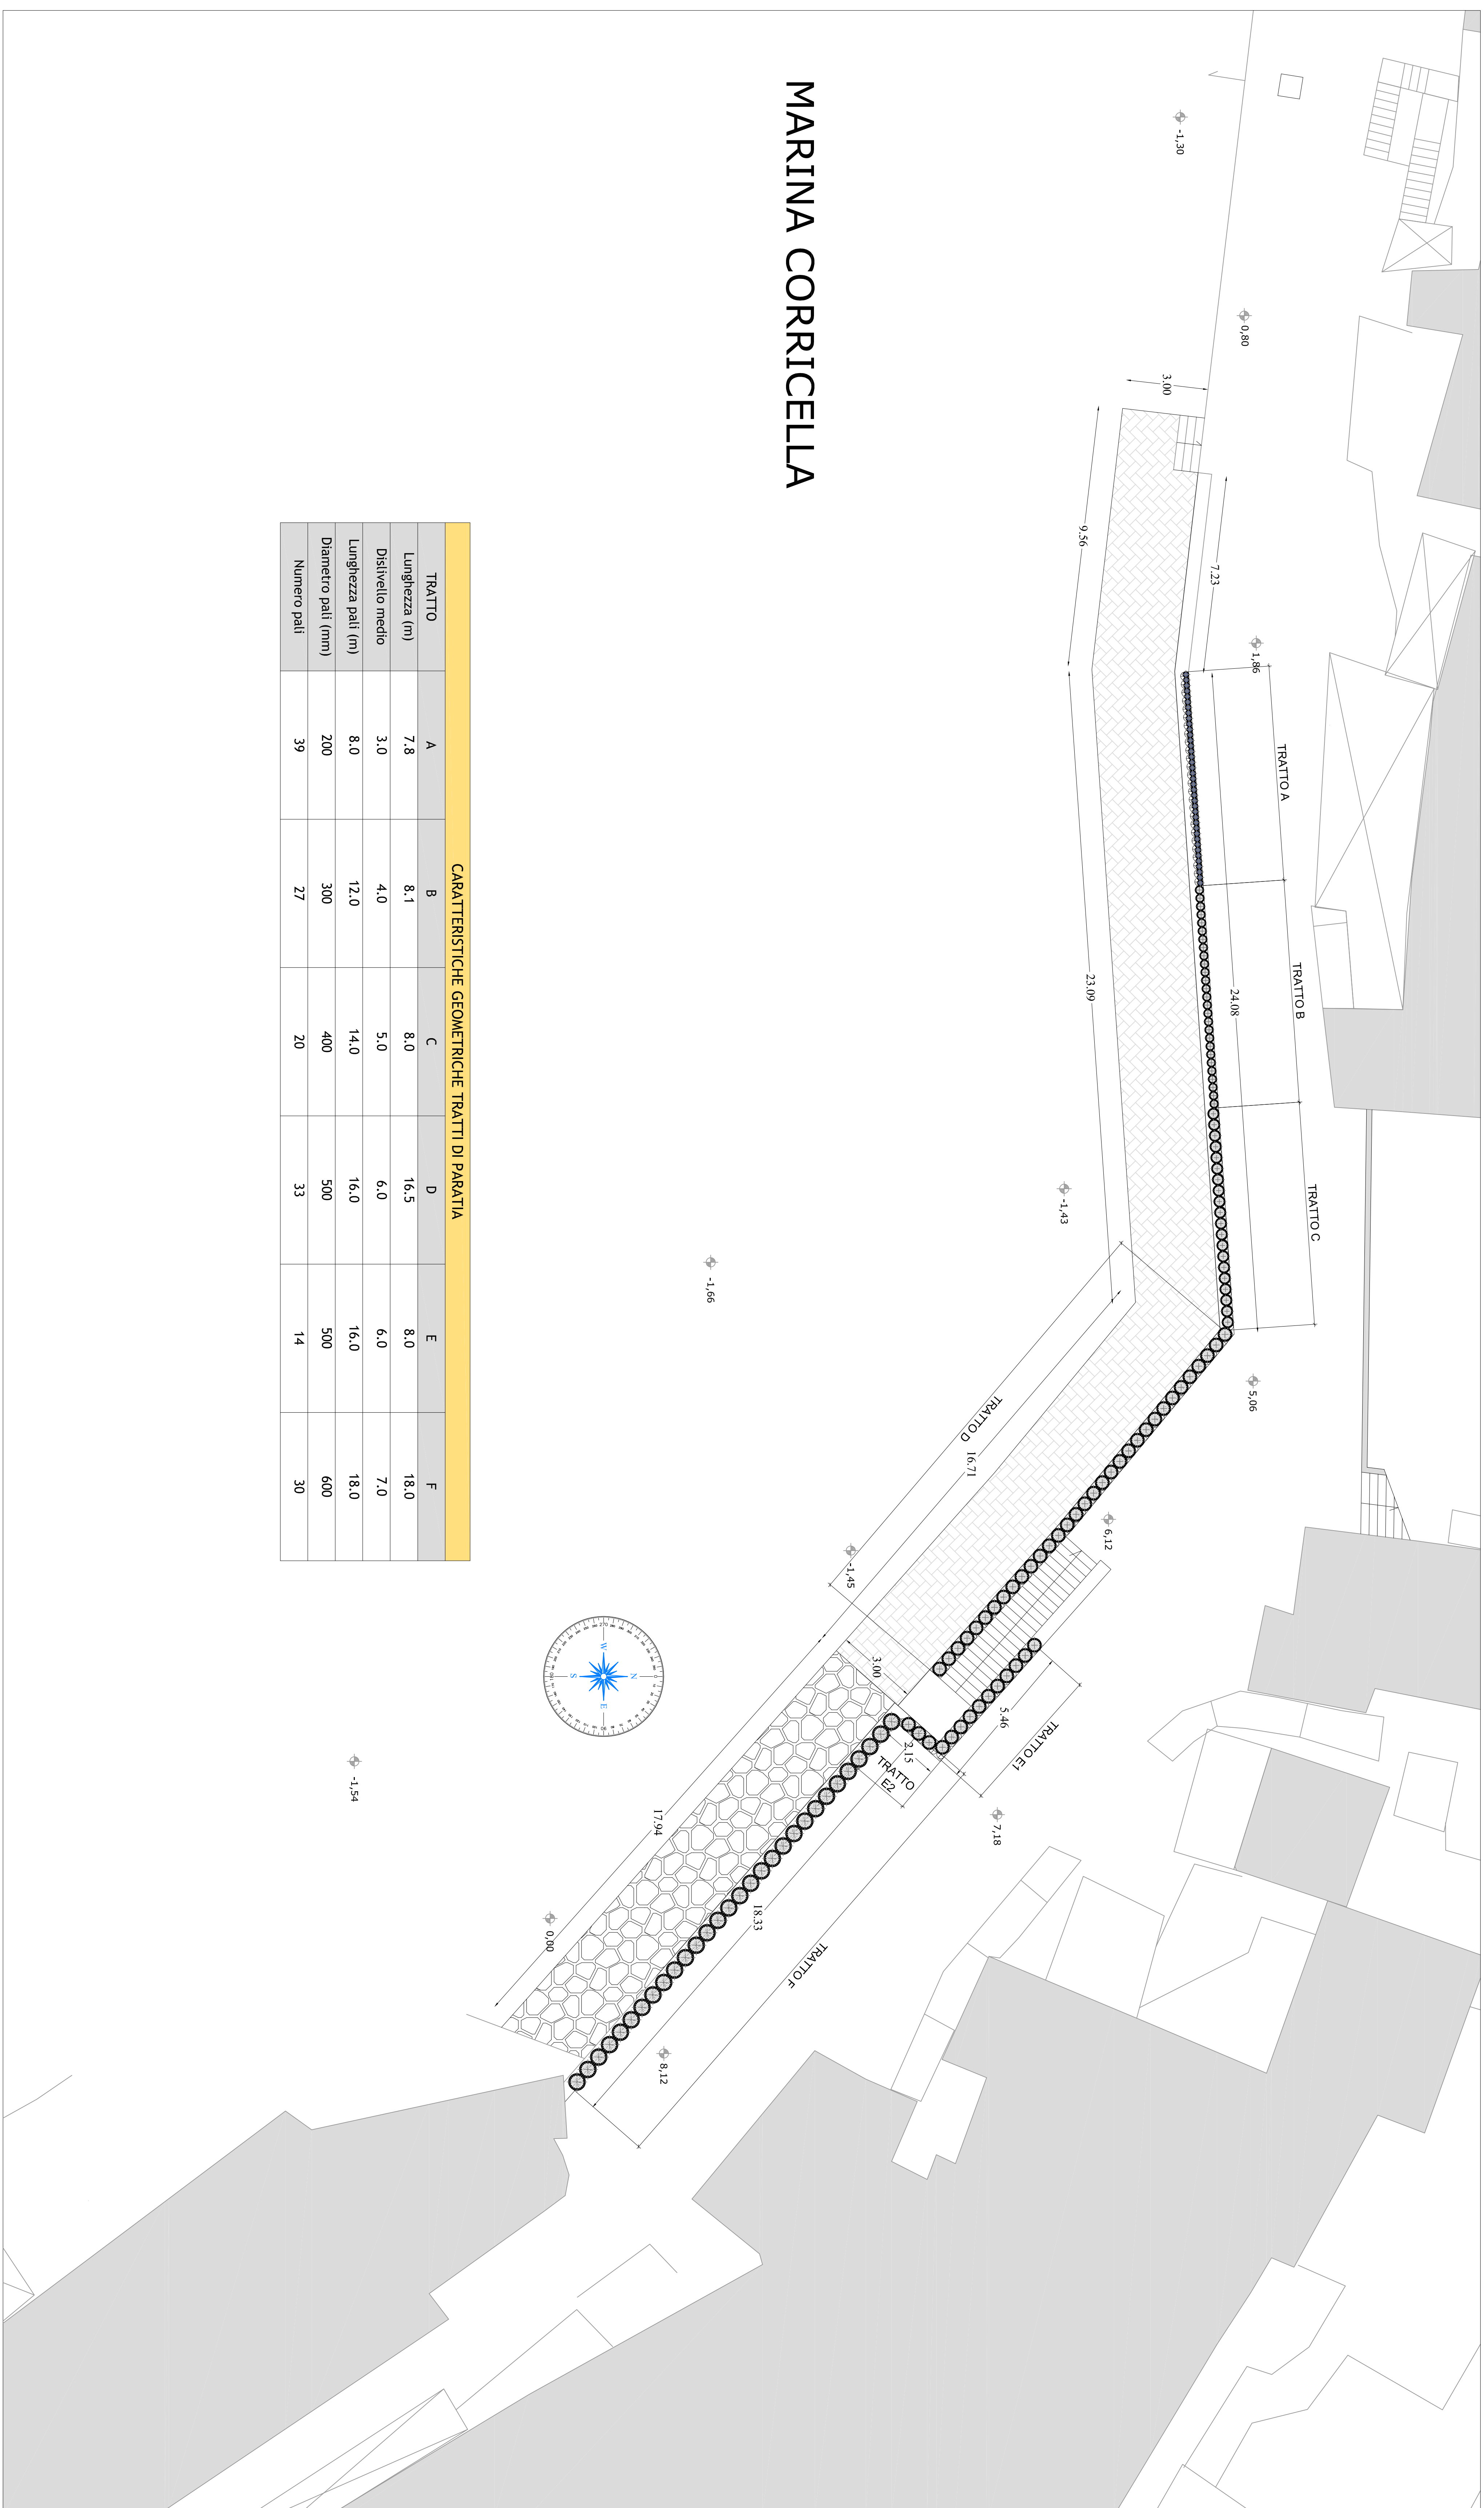 MARINA CORRICELLA
-1,30
0,80
3.00
9.56
7.23
1,86
TRATTO A
TRATTO B
TRATTO C
24.08
23.09
-1,43
-1,66
5,06
TRATTO D
16.71
6,12
-1,45
3.00
5.46
TRATTO E1
2.15
TRATTO
E2
7,18
17.94
18.33
TRATTO F
0,00
8,12
-1,54
N
E
S
W
CARATTERISTICHE GEOMETRICHE TRATTI DI PARATIA
TRATTO A B C D E F
Lunghezza (m) 7.8 8.1 8.0 16.5 8.0 18.0
Dislivello medio 3.0 4.0 5.0 6.0 6.0 7.0
Lunghezza pali (m) 8.0 12.0 14.0 16.0 16.0 18.0
Diametro pali (mm) 200 300 400 500 500 600
Numero pali 39 27 20 33 14 30